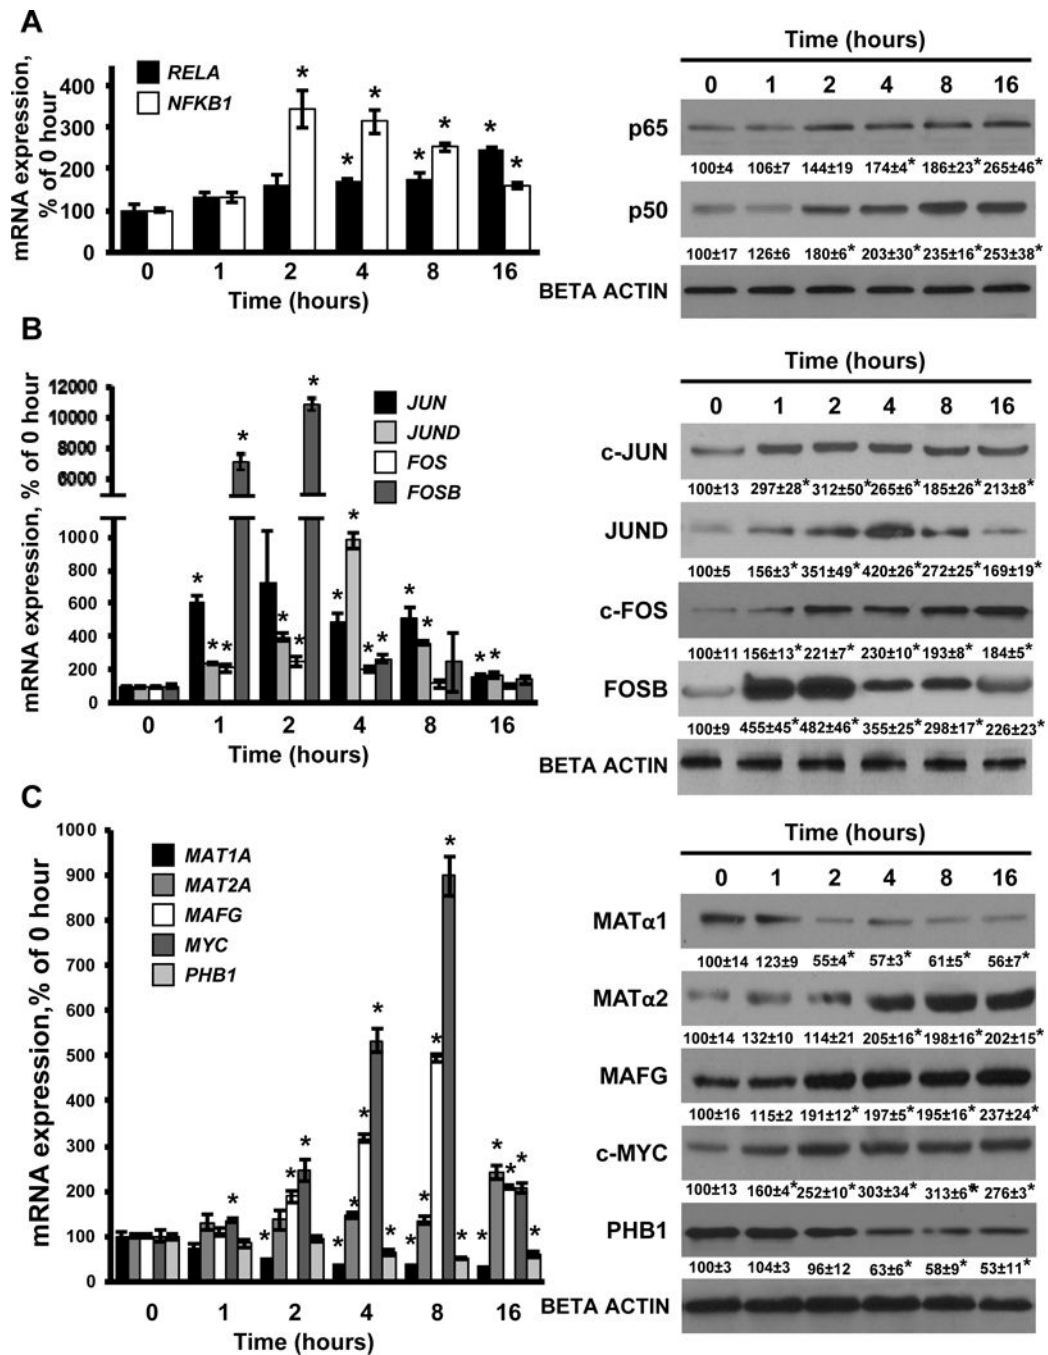 A
mRNA expression,
% of 0 hour
400
300
200
100
0
RELA
NFKB1
* * * * * * *
0 1 2 4 8 16
Time (hours)
Time (hours)
0 1 2 4 8 16
p65
100±4 106±7 144±19 174±4* 186±23* 265±46*
p50
100±17 126±6 180±6* 203±30* 235±16* 253±38*
BETA ACTIN
B
mRNA expression, % of 0 hour
12000
10000
8000
6000
1000
800
600
400
200
0
JUN
JUND
FOS
FOSB
0 1 2 4 8 16
Time (hours)
Time (hours)
0 1 2 4 8 16
c-JUN
100±13 297±28* 312±50* 265±6* 185±26* 213±8*
JUND
100±5 156±3* 351±49* 420±26* 272±25* 169±19*
c-FOS
100±11 156±13* 221±7* 230±10* 193±8* 184±5*
FOSB
100±9 455±45* 482±46* 355±25* 298±17* 226±23*
BETA ACTIN
C
mRNA expression,% of 0 hour
1000
900
800
700
600
500
400
300
200
100
0
MAT1A
MAT2A
MAFG
MYC
PHB1
0 1 2 4 8 16
Time (hours)
Time (hours)
0 1 2 4 8 16
MATα1
100±14 123±9 55±4* 57±3* 61±5* 56±7*
MATα2
100±14 132±10 114±21 205±16* 198±16* 202±15*
MAFG
100±16 115±2 191±12* 197±5* 195±16* 237±24*
c-MYC
100±13 160±4* 252±10* 303±34* 313±6* 276±3*
PHB1
100±3 104±3 96±12 63±6* 58±9* 53±11*
BETA ACTIN